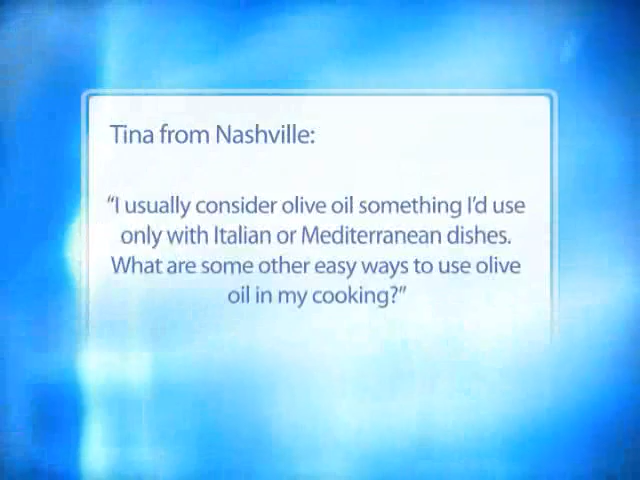 Tina from Nashville:
“I usually consider olive oil something I’d use
only with Italian or Mediterranean dishes.
What are some other easy ways to use olive
oil in my cooking?”